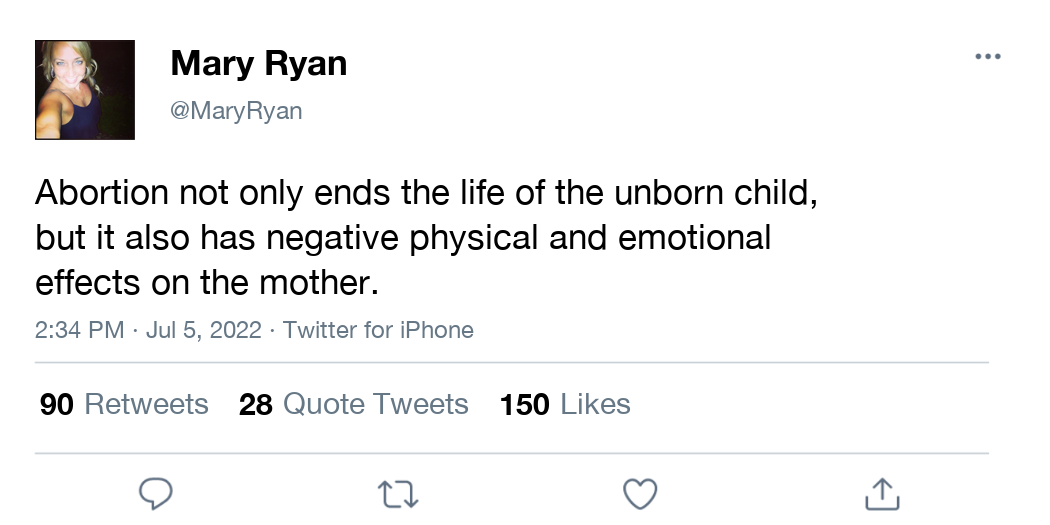 Mary Ryan
@MaryRyan
Abortion not only ends the life of the unborn child,
but it also has negative physical and emotional
effects on the mother.
2:34 PM · Jul 5, 2022 · Twitter for iPhone
90 Retweets 28 Quote Tweets 150 Likes